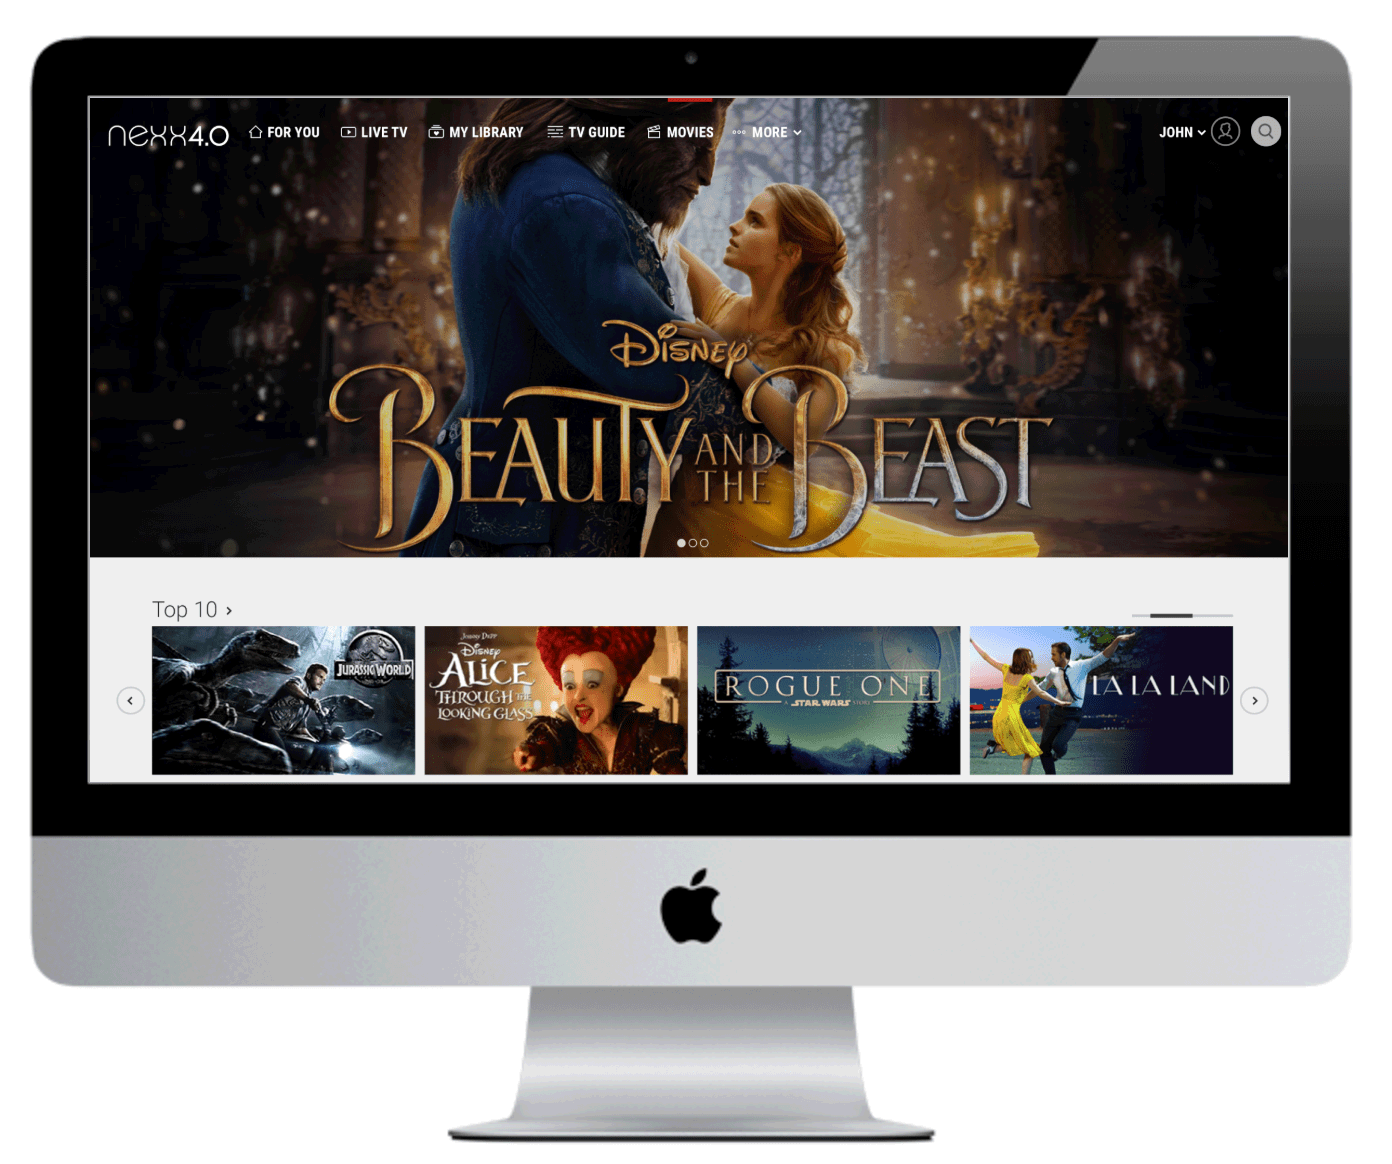 nexx4.0 FOR YOU LIVE TV MY LIBRARY TV GUIDE MOVIES MORE JOHN
DISNEY
BEAUTY AND THE BEAST
Top 10
JURASSIC WORLD
JOHNNY DEPP
DISNEY
ALICE
THROUGH THE
LOOKING GLASS
ROGUE ONE
A STAR WARS STORY
LA LA LAND